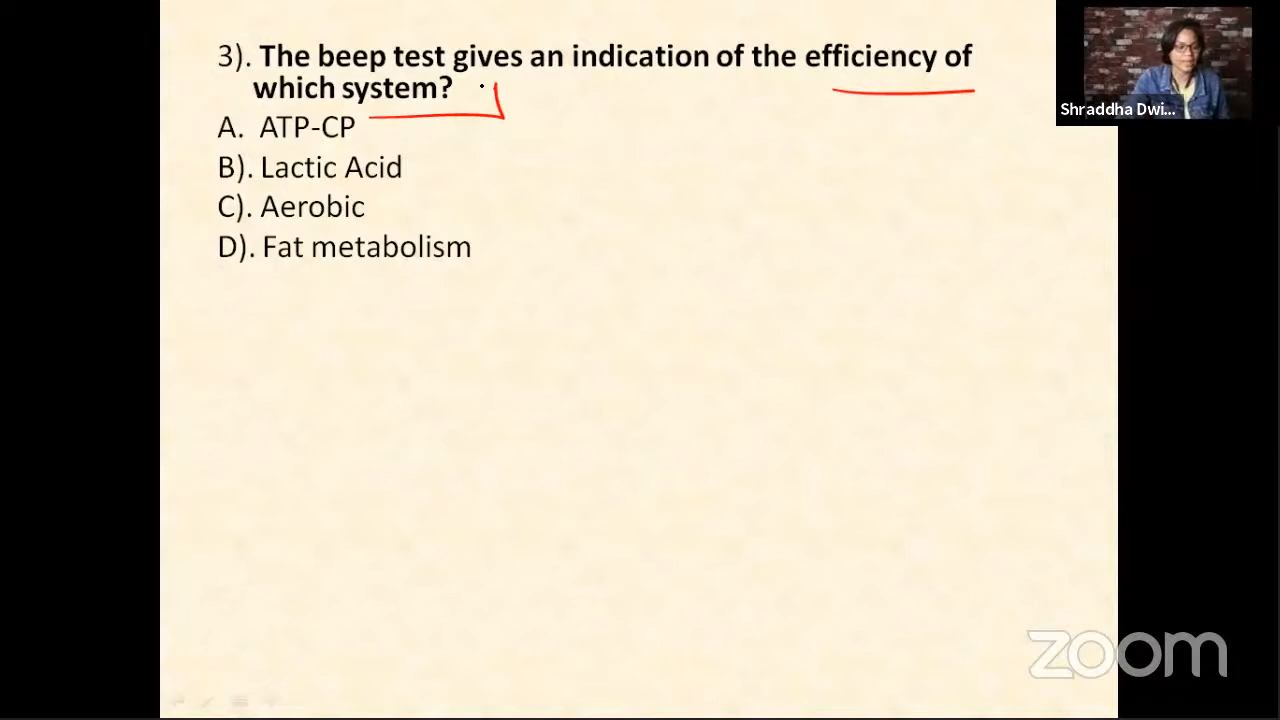 3). The beep test gives an indication of the efficiency of
which system?
A. ATP-CP
B). Lactic Acid
C). Aerobic
D). Fat metabolism
Shraddha Dwi...
zoom